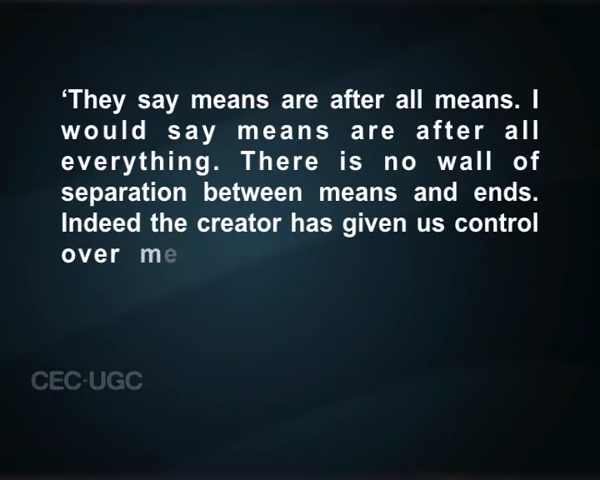 ‘They say means are after all means. I
would say means are after all
everything. There is no wall of
separation between means and ends.
Indeed the creator has given us control
over me
CEC-UGC